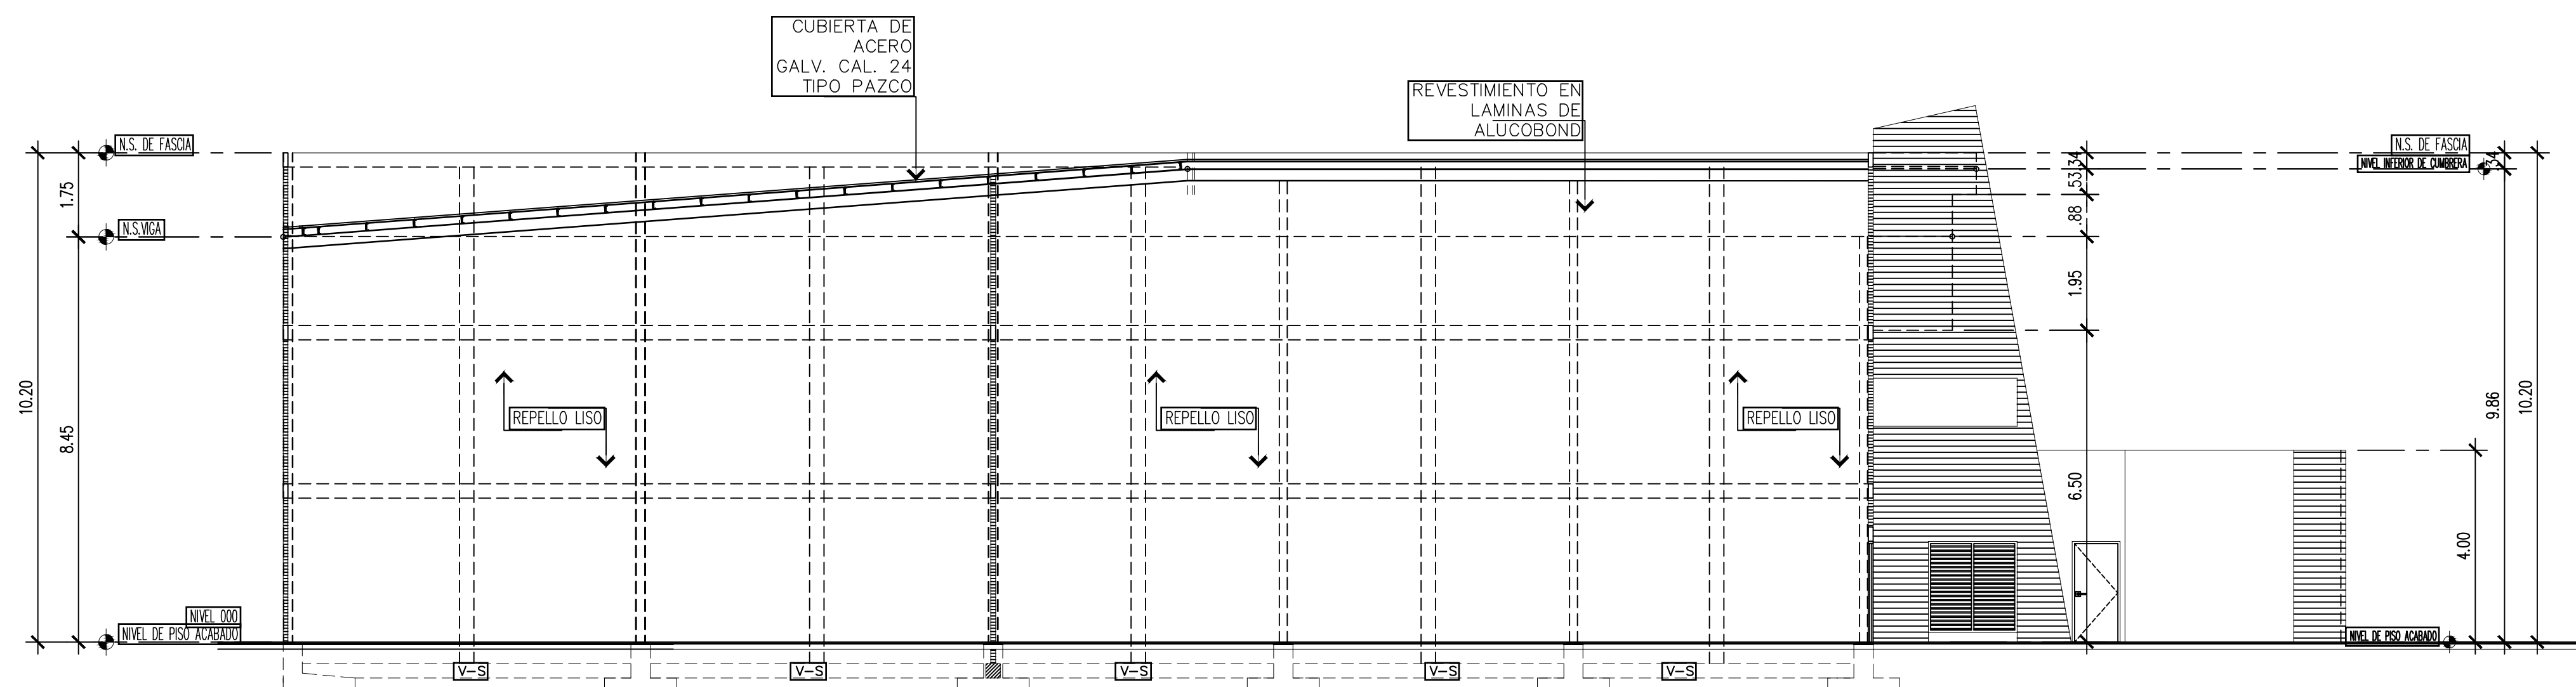 CUBIERTA DE
ACERO
GALV. CAL. 24
TIPO PAZCO
REVESTIMIENTO EN
LAMINAS DE
ALUCOBOND
N.S. DE FASCIA
N.S. DE FASCIA
NIVEL INFERIOR DE CUMBRERA
.34
.34
.53
1.75
.88
N.S.VIGA
1.95
10.20
8.45
REPELLO LISO
REPELLO LISO
REPELLO LISO
9.86
10.20
6.50
4.00
NIVEL 000
NIVEL DE PISO ACABADO
NIVEL DE PISO ACABADO
V-S
V-S
V-S
V-S
V-S